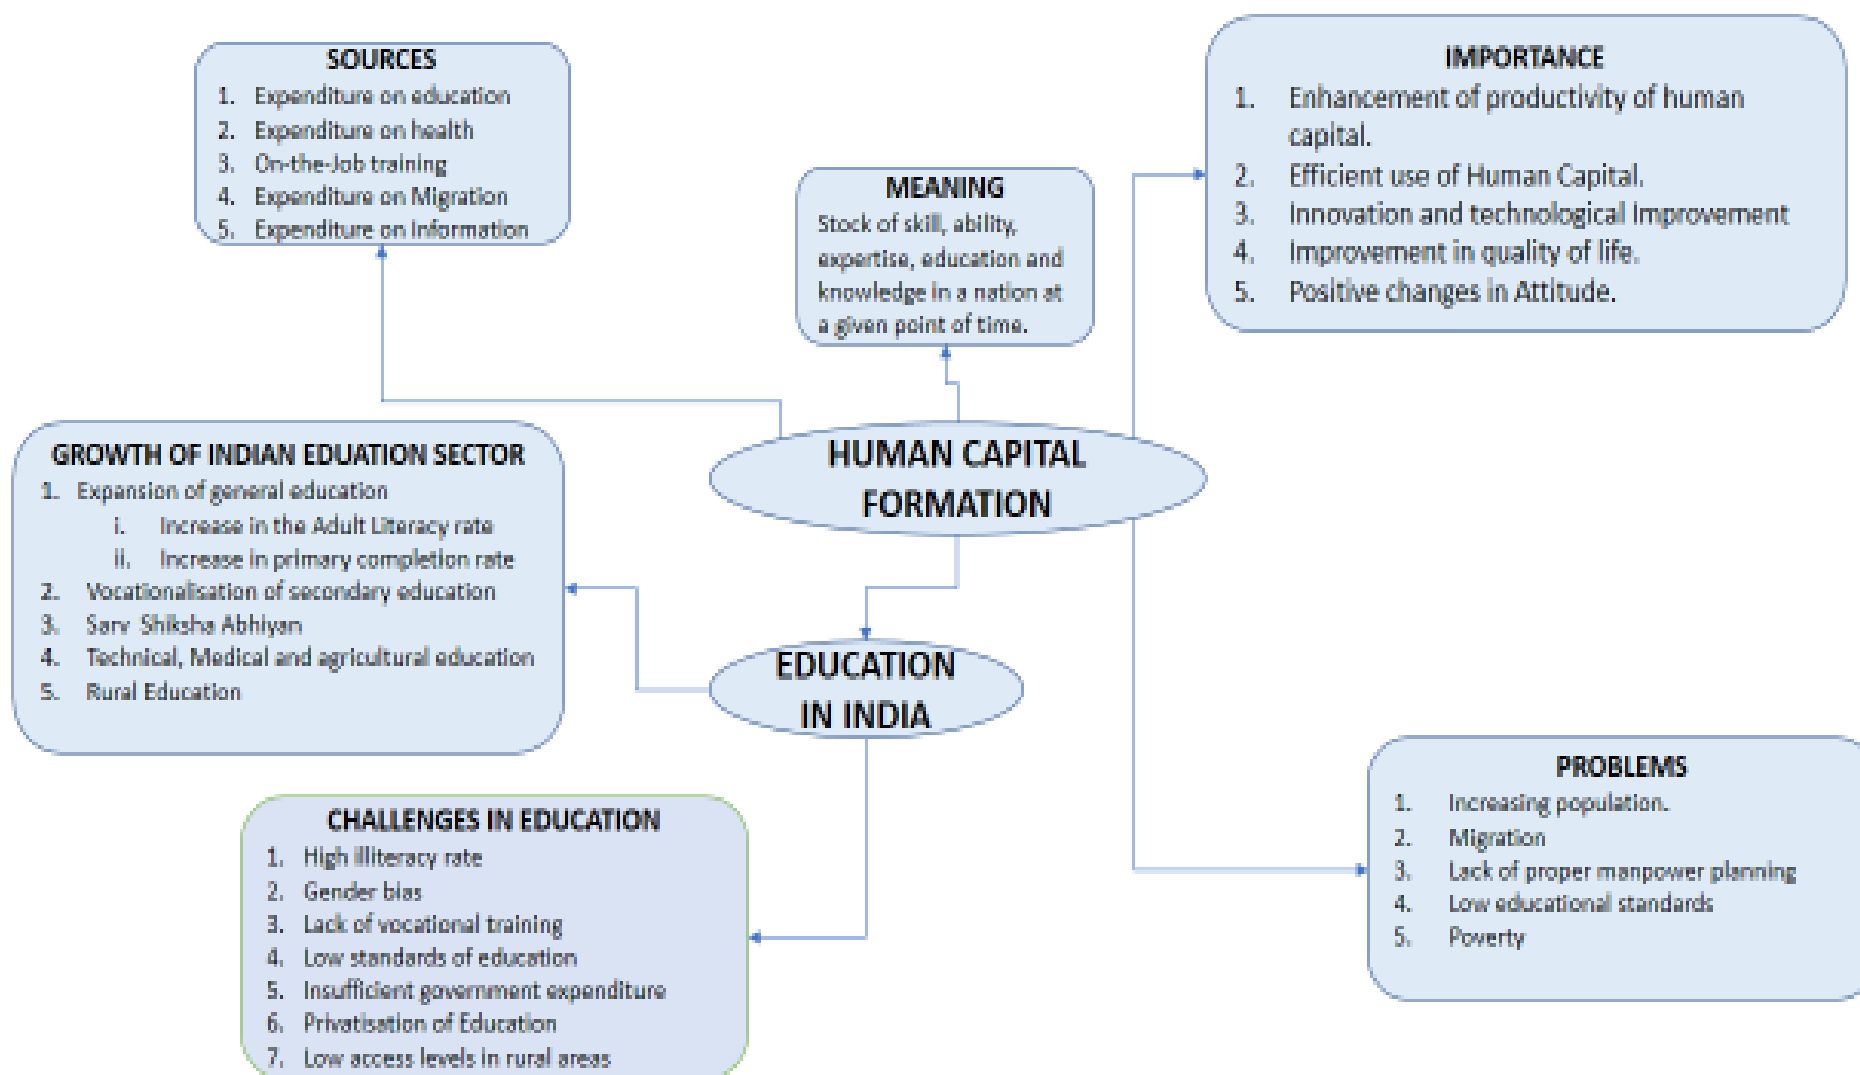 SOURCES
1. Expenditure on education
2. Expenditure on health
3. On-the-Job training
4. Expenditure on Migration
5. Expenditure on Information
MEANING
Stock of skill, ability,
expertise, education and
knowledge in a nation at
a given point of time.
IMPORTANCE
1. Enhancement of productivity of human
capital.
2. Efficient use of Human Capital.
3. Innovation and technological Improvement
4. Improvement in quality of life.
5. Positive changes in Attitude.
HUMAN CAPITAL
FORMATION
GROWTH OF INDIAN EDUATION SECTOR
1. Expansion of general education
i. Increase in the Adult Literacy rate
ii. Increase in primary completion rate
2. Vocationalisation of secondary education
3. Sarv Shiksha Abhiyan
4. Technical, Medical and agricultural education
5. Rural Education
EDUCATION
IN INDIA
CHALLENGES IN EDUCATION
1. High illiteracy rate
2. Gender bias
3. Lack of vocational training
4. Low standards of education
5. Insufficient government expenditure
6. Privatisation of Education
7. Low access levels in rural areas
PROBLEMS
1. Increasing population.
2. Migration
3. Lack of proper manpower planning
4. Low educational standards
5. Poverty